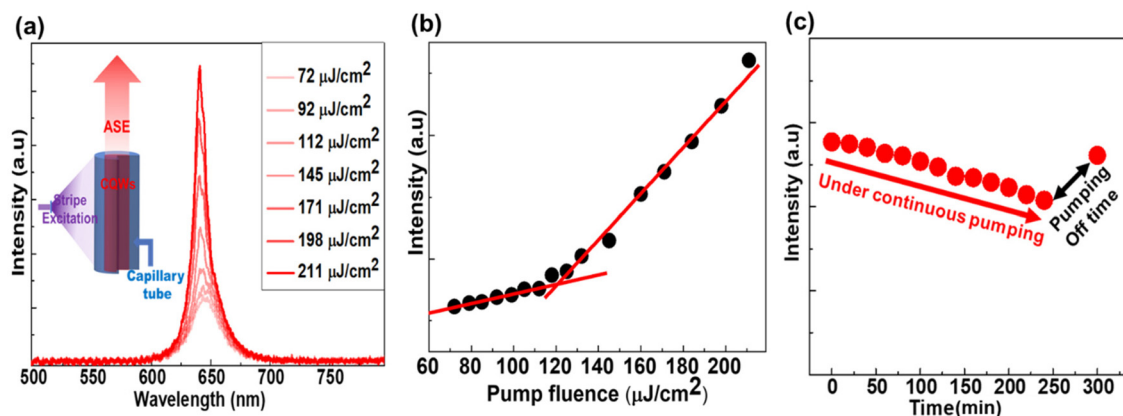 (a)
Intensity (a.u)
ASE
CQWs
Stripe
Excitation
Capillary
tube
72 μJ/cm²
92 μJ/cm²
112 μJ/cm²
145 μJ/cm²
171 μJ/cm²
198 μJ/cm²
211 μJ/cm²
500 550 600 650 700 750
Wavelength (nm)
(b)
Intensity (a.u)
60 80 100 120 140 160 180 200 220
Pump fluence (μJ/cm²)
(c)
Intensity (a.u)
Under continuous pumping
Pumping
Off time
0 50 100 150 200 250 300
Time(min)